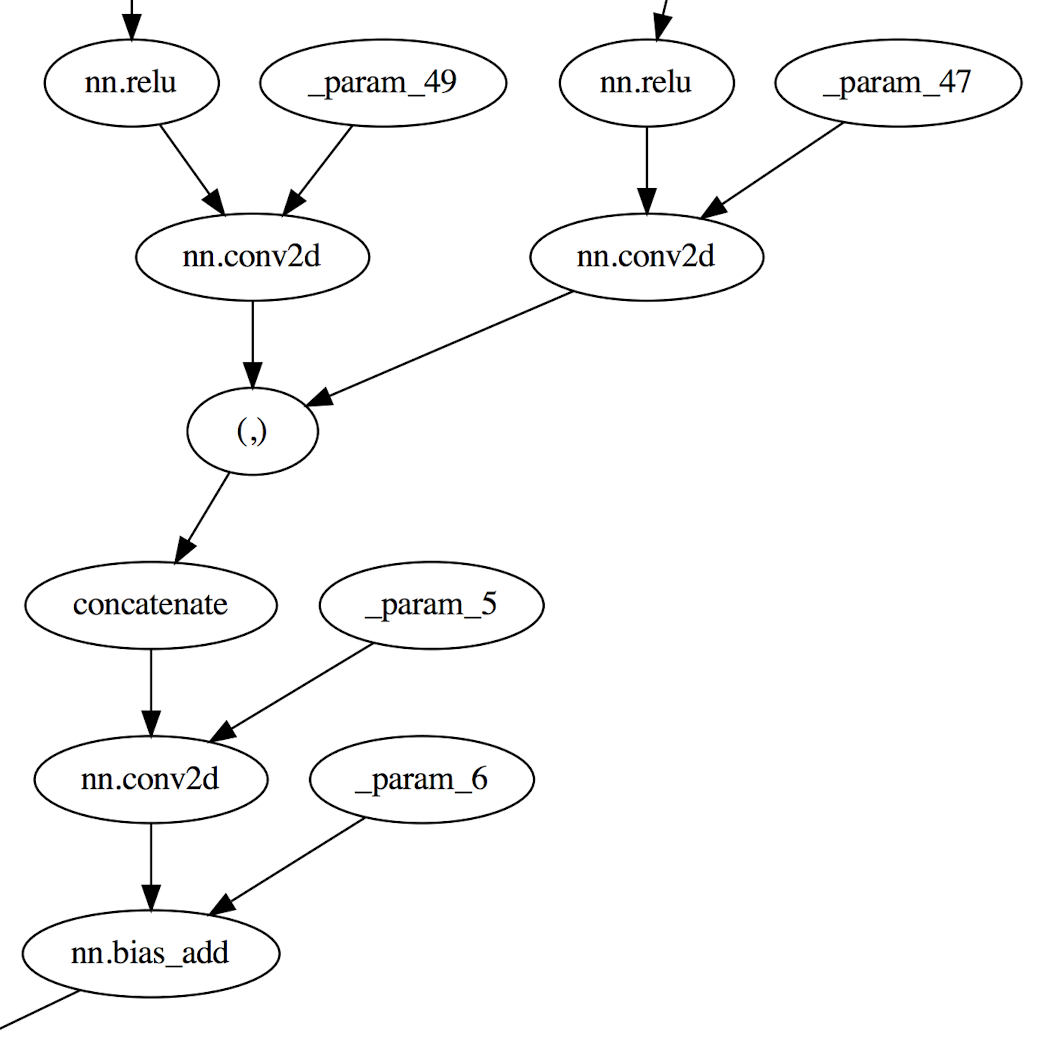 nn.relu
_param_49
nn.relu
_param_47
nn.conv2d
nn.conv2d
(,)
concatenate
_param_5
nn.conv2d
_param_6
nn.bias_add